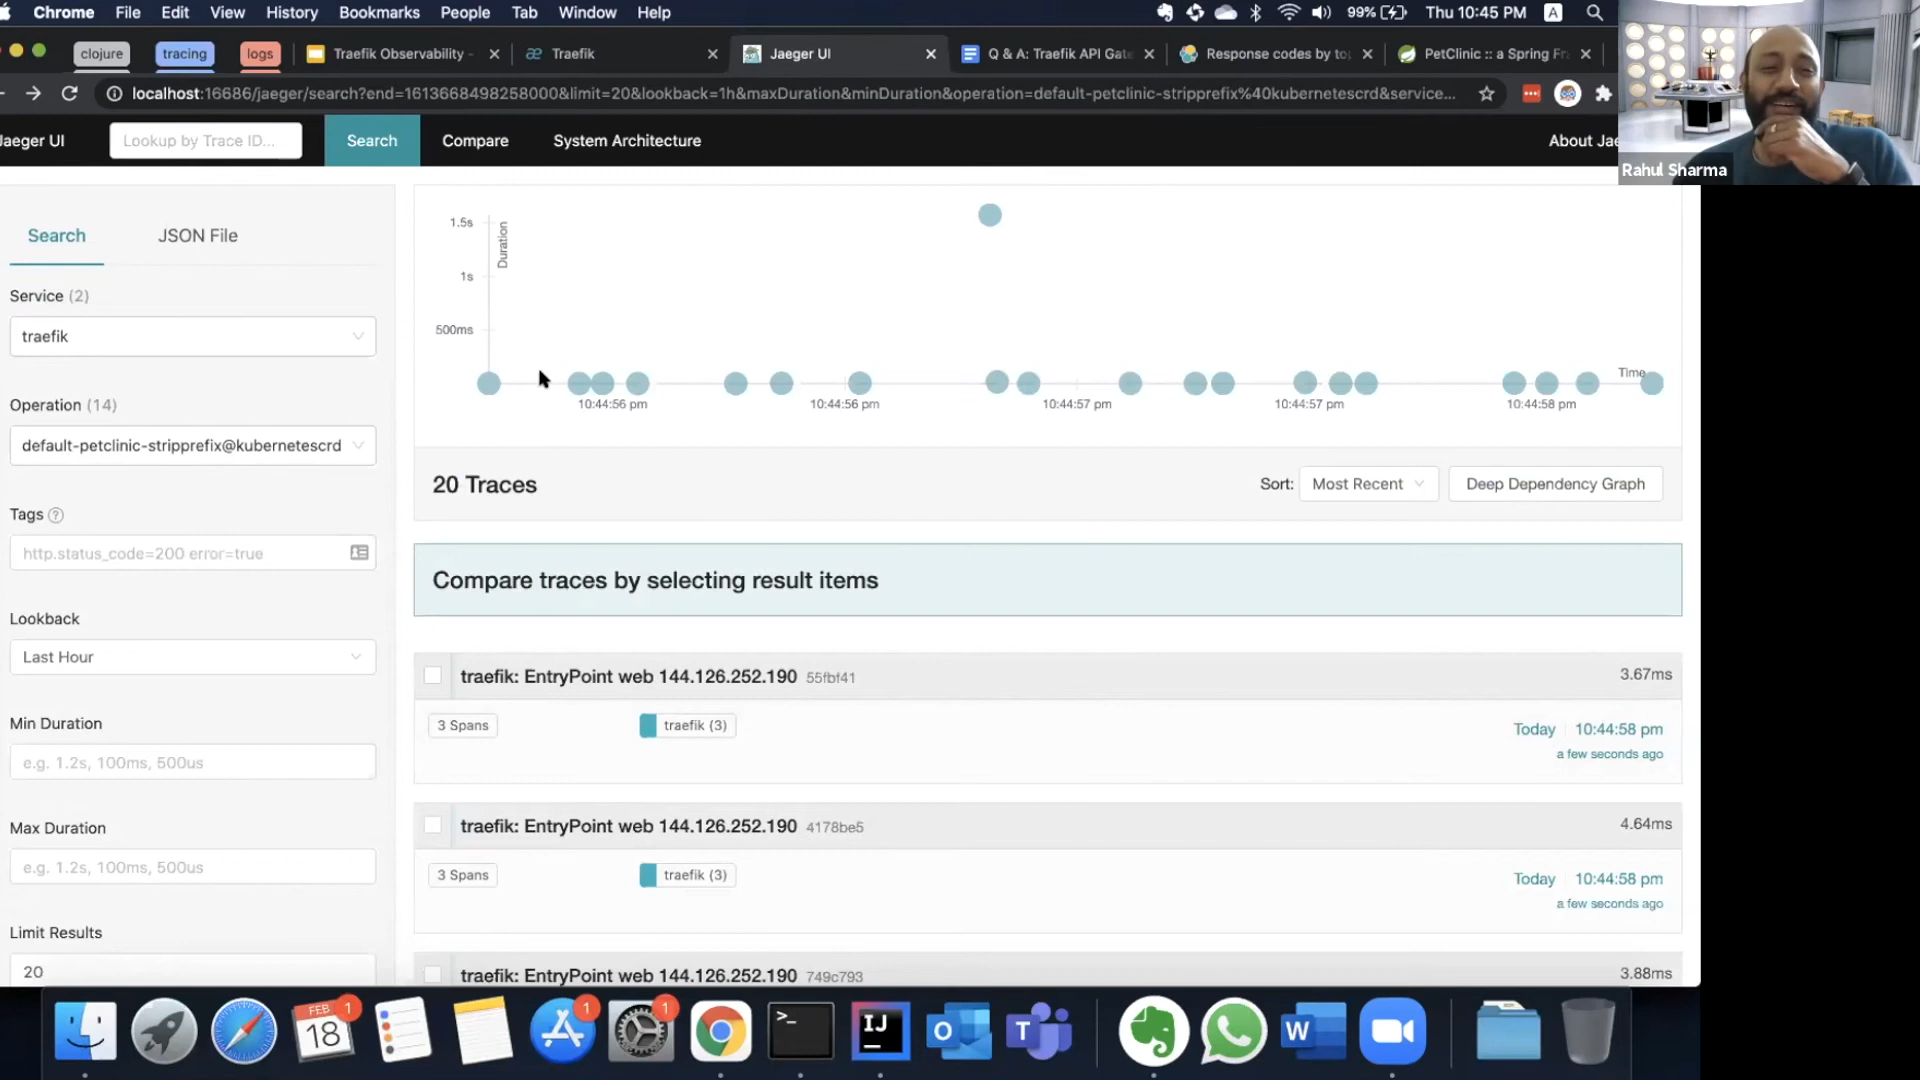 Chrome File Edit View History Bookmarks People Tab Window Help 99% Thu 10:45 PM A
clojure tracing logs Traefik Observability - Traefik Jaeger UI Q & A: Traefik API Gate Response codes by to PetClinic :: a Spring Fr
localhost:16686/jaeger/search?end=1613668498258000&limit=20&lookback=1h&maxDuration&minDuration&operation=default-petclinic-stripprefix%40kubernetescrd&service...
Jaeger UI Lookup by Trace ID... Search Compare System Architecture About Jae
Rahul Sharma
Search JSON File
Service (2)
traefik
Operation (14)
default-petclinic-stripprefix@kubernetescrd
Tags ?
http.status_code=200 error=true
Lookback
Last Hour
Min Duration
e.g. 1.2s, 100ms, 500us
Max Duration
e.g. 1.2s, 100ms, 500us
Limit Results
20
1.5s
Duration
1s
500ms
Time
10:44:56 pm 10:44:56 pm 10:44:57 pm 10:44:57 pm 10:44:58 pm
20 Traces Sort: Most Recent Deep Dependency Graph
Compare traces by selecting result items
traefik: EntryPoint web 144.126.252.190 55fbf41 3.67ms
3 Spans traefik (3) Today 10:44:58 pm
a few seconds ago
traefik: EntryPoint web 144.126.252.190 4178be5 4.64ms
3 Spans traefik (3) Today 10:44:58 pm
a few seconds ago
traefik: EntryPoint web 144.126.252.190 749c793 3.88ms
FEB 18 1 1 1 >_ IJ O T W